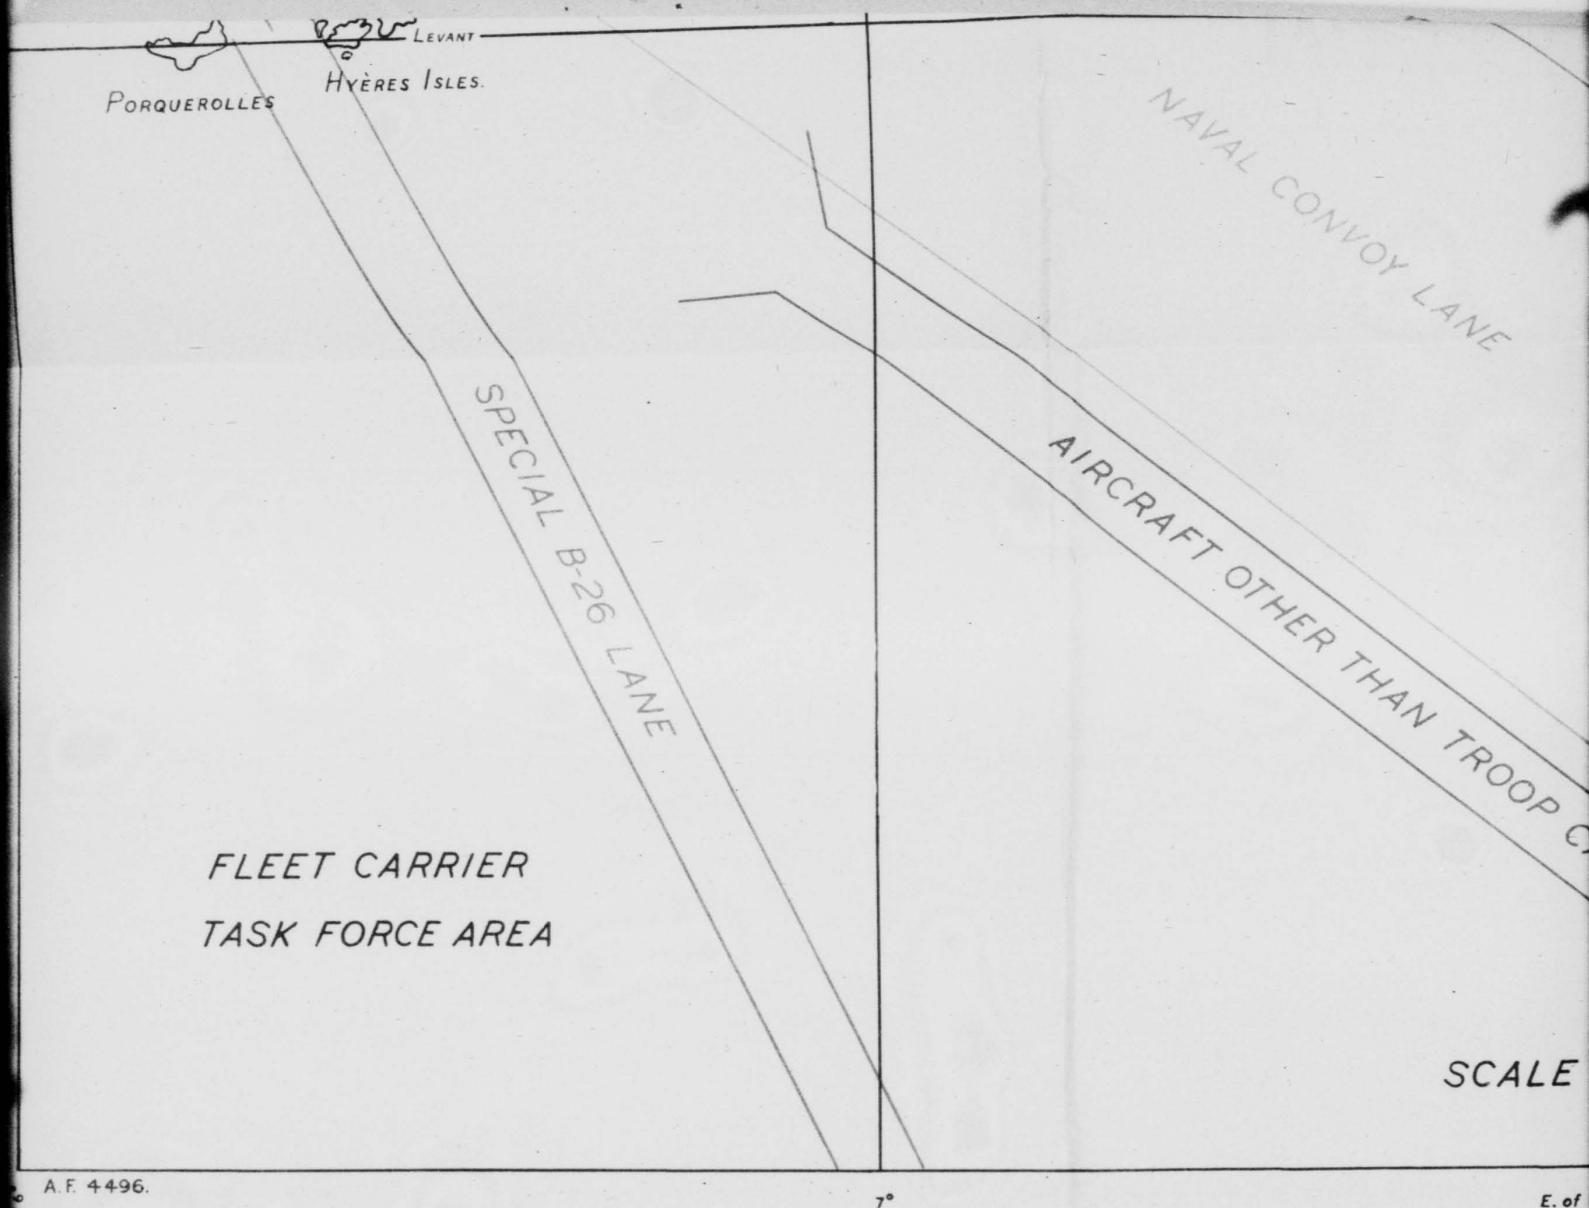 LEVANT
HYÈRES ISLES.
PORQUEROLLES
NAVAL CONVOY LANE
SPECIAL B-26 LANE
AIRCRAFT OTHER THAN TROOP
FLEET CARRIER
TASK FORCE AREA
SCALE
A.F. 4496.
7°
E. of